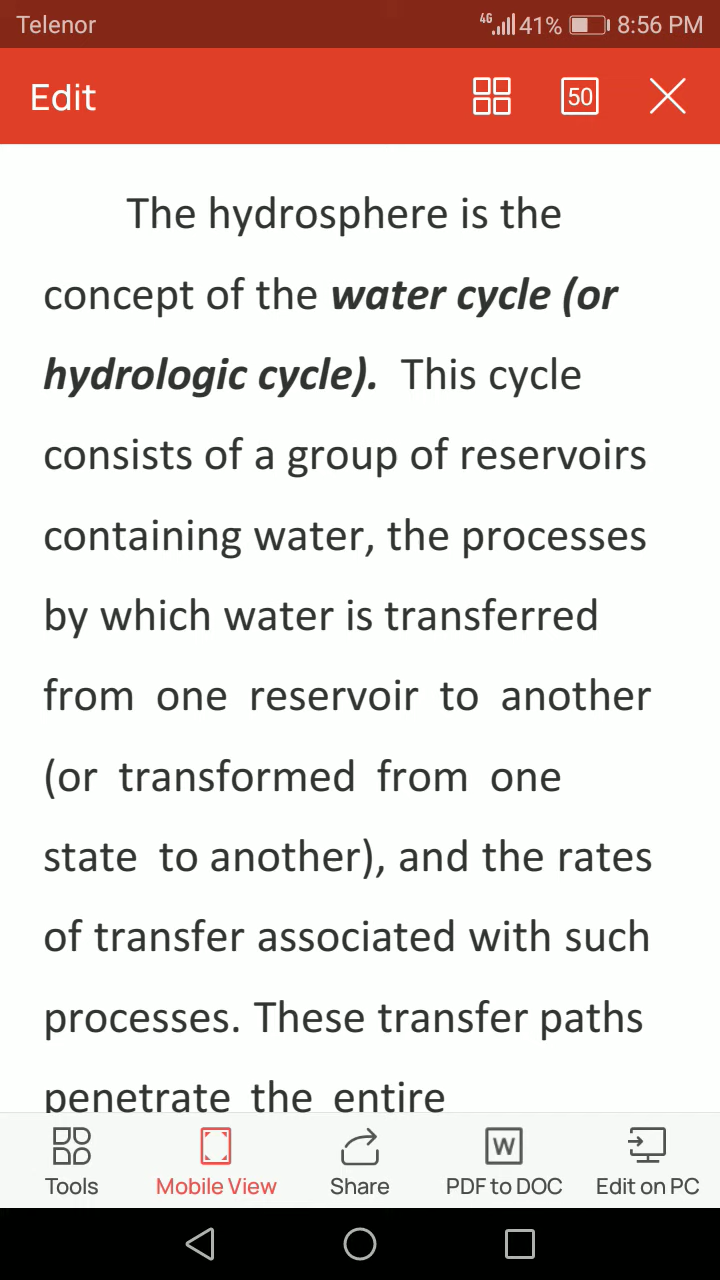 Telenor 4G 41% 8:56 PM
Edit 50
The hydrosphere is the
concept of the water cycle (or
hydrologic cycle). This cycle
consists of a group of reservoirs
containing water, the processes
by which water is transferred
from one reservoir to another
(or transformed from one
state to another), and the rates
of transfer associated with such
processes. These transfer paths
penetrate the entire
W
Tools Mobile View Share PDF to DOC Edit on PC